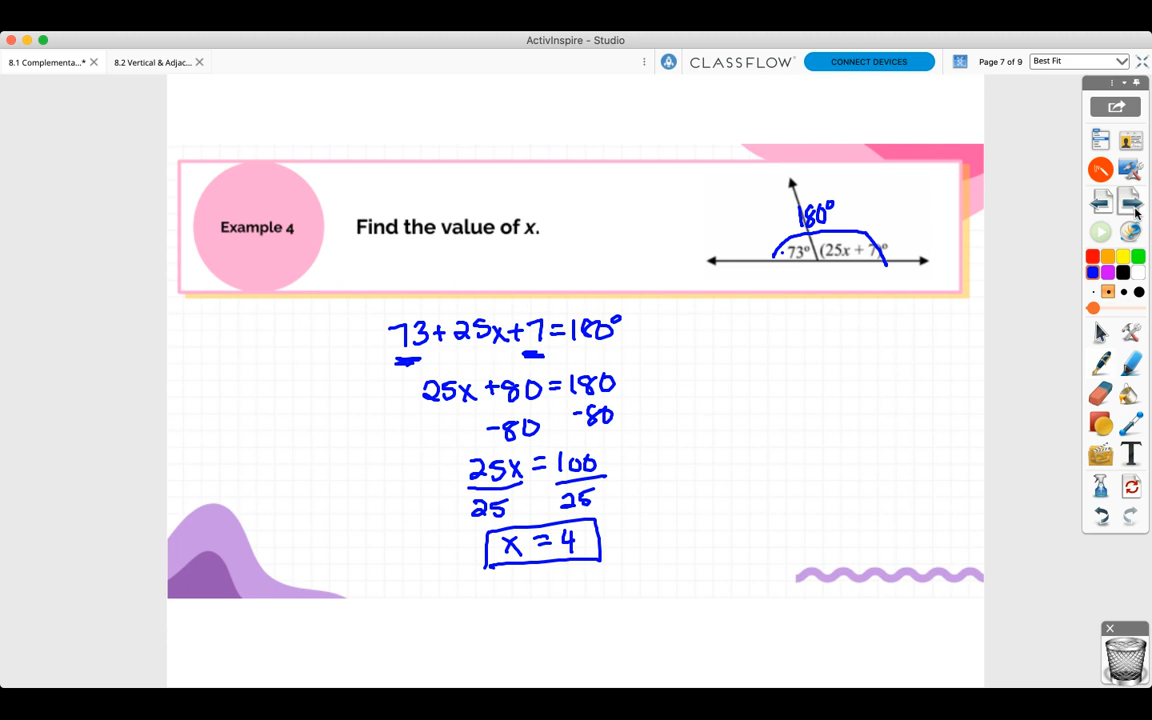 ActivInspire - Studio
8.1 Complementa...*
8.2 Vertical & Adjac...
CLASSFLOW
CONNECT DEVICES
Page 7 of 9
Best Fit
Example 4
Find the value of x.
180°
73°
(25x + 7)°
73+25x+7=180°
25x +80 = 180
-80 -80
25x = 100
25 25
x = 4
T
X